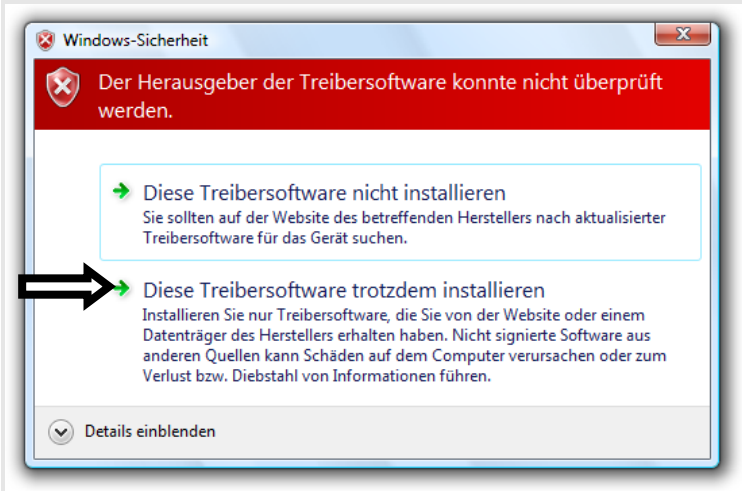 Windows-Sicherheit
Der Herausgeber der Treibersoftware konnte nicht überprüft
werden.
Diese Treibersoftware nicht installieren
Sie sollten auf der Website des betreffenden Herstellers nach aktualisierter
Treibersoftware für das Gerät suchen.
Diese Treibersoftware trotzdem installieren
Installieren Sie nur Treibersoftware, die Sie von der Website oder einem
Datenträger des Herstellers erhalten haben. Nicht signierte Software aus
anderen Quellen kann Schäden auf dem Computer verursachen oder zum
Verlust bzw. Diebstahl von Informationen führen.
Details einblenden